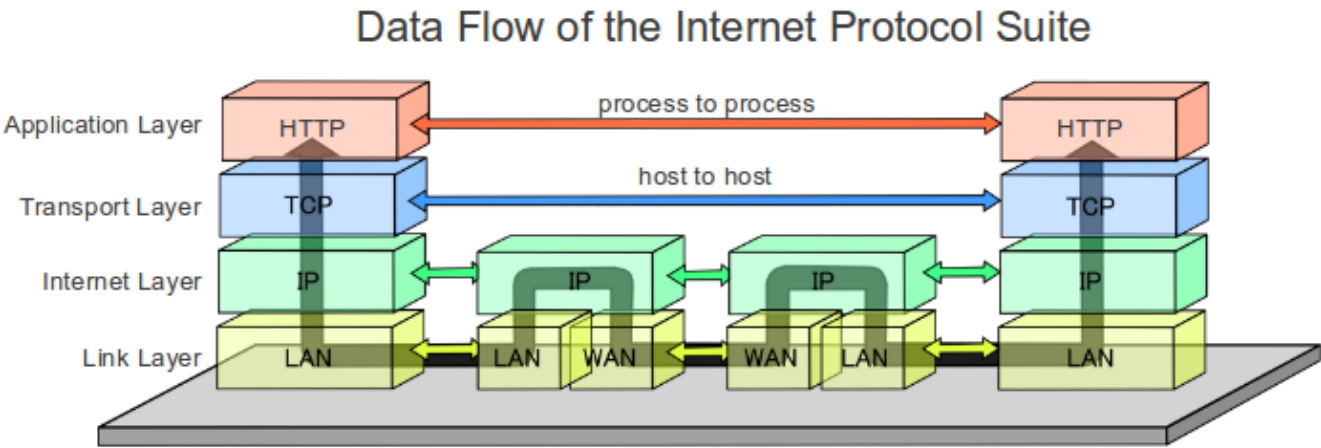 Data Flow of the Internet Protocol Suite
Application Layer HTTP process to process HTTP
Transport Layer TCP host to host TCP
Internet Layer IP IP IP IP
Link Layer LAN LAN WAN WAN LAN LAN